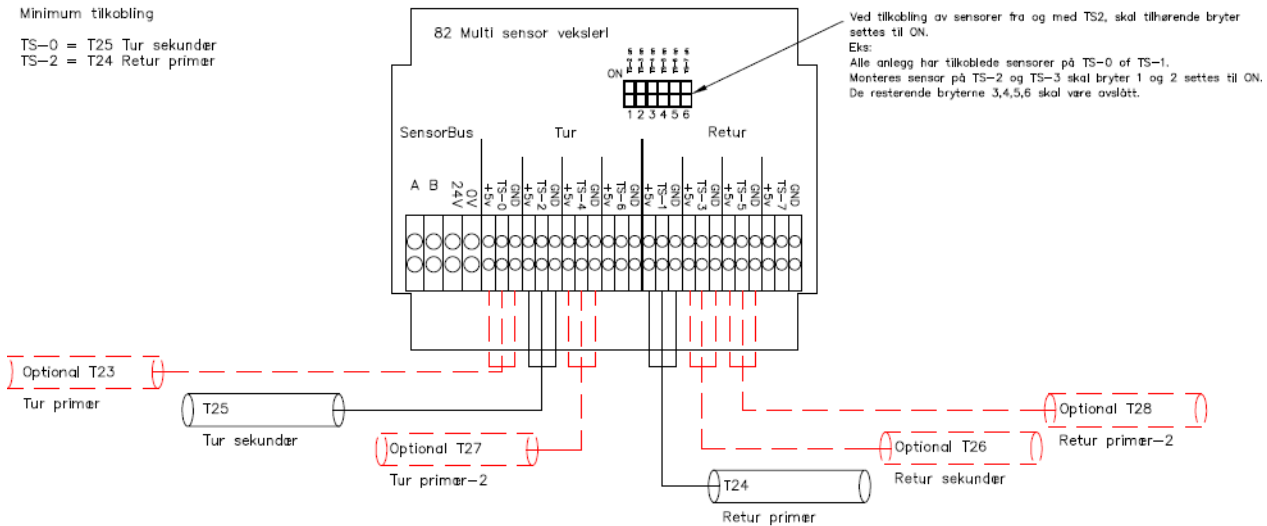 Minimum tilkobling
TS-0 = T25 Tur sekundær
TS-2 = T24 Retur primær
82 Multi sensor vekslerl
ON
1 2 3 4 5 6
Ved tilkobling av sensorer fra og med TS2, skal tilhørende bryter
settes til ON.
Eks:
Alle anlegg har tilkoblede sensorer på TS-0 of TS-1.
Monteres sensor på TS-2 og TS-3 skal bryter 1 og 2 settes til ON.
De resterende bryterne 3,4,5,6 skal være avslått.
SensorBus
Tur
Retur
A B 24V 0V +5v TS-0 GND +5v TS-2 GND +5v TS-4 GND +5v TS-6 GND +5v TS-1 GND +5v TS-3 GND +5v TS-5 GND +5v TS-7 GND
Optional T23
Tur primær
T25
Tur sekundær
Optional T27
Tur primær-2
T24
Retur primær
Optional T26
Retur sekundær
Optional T28
Retur primær-2